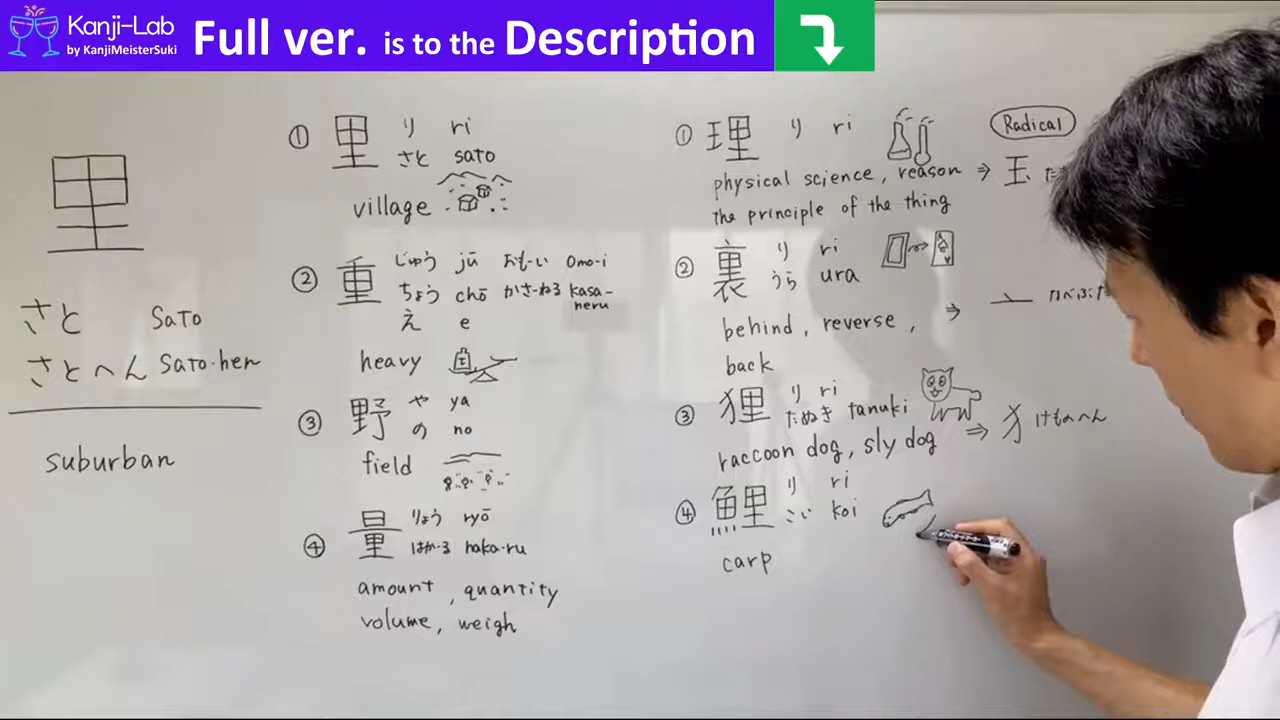 Kanji-Lab
by KanjiMeisterSuki
Full ver. is to the Description
里
さと Sato
さとへん Sato-hen
suburban
① 里 り ri
さと sato
village
② 重 じゅう jū おも-い Omo-i
ちょう chō かさ-ねる Kasa-neru
え e
heavy
③ 野 や ya
の no
field
④ 量 りょう ryō
はか-る haka-ru
amount, quantity
volume, weigh
Radical
① 理 り ri
physical science, reason ⇒ 王
the principle of the thing
② 裏 り ri
うら ura
behind, reverse, ⇒ 亠
back
③ 狸 り ri
たぬき tanuki
raccoon dog, sly dog ⇒ 犭 けものへん
④ 鯉 り ri
こい koi
carp